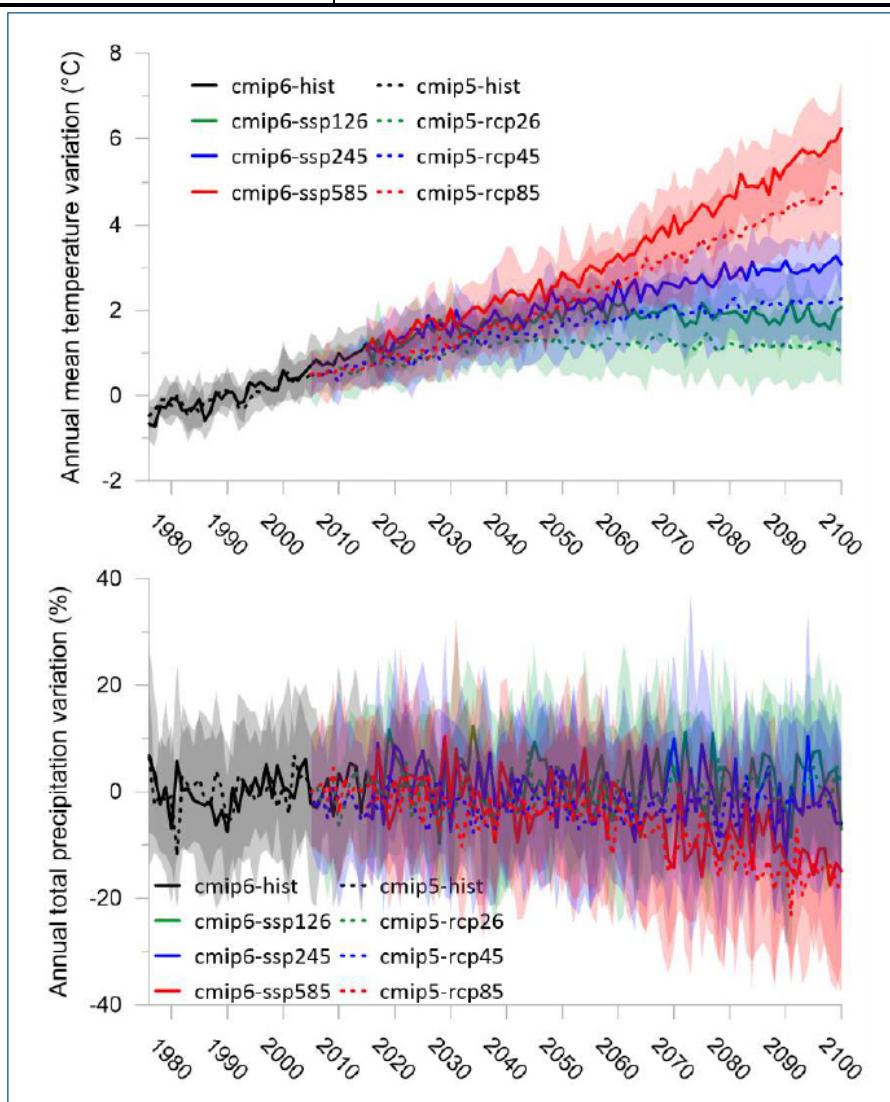 Annual mean temperature variation (°C)
8
6
4
2
0
-2
cmip6-hist cmip5-hist
cmip6-ssp126 cmip5-rcp26
cmip6-ssp245 cmip5-rcp45
cmip6-ssp585 cmip5-rcp85
1980 1990 2000 2010 2020 2030 2040 2050 2060 2070 2080 2090 2100
Annual total precipitation variation (%)
40
20
0
-20
-40
cmip6-hist cmip5-hist
cmip6-ssp126 cmip5-rcp26
cmip6-ssp245 cmip5-rcp45
cmip6-ssp585 cmip5-rcp85
1980 1990 2000 2010 2020 2030 2040 2050 2060 2070 2080 2090 2100